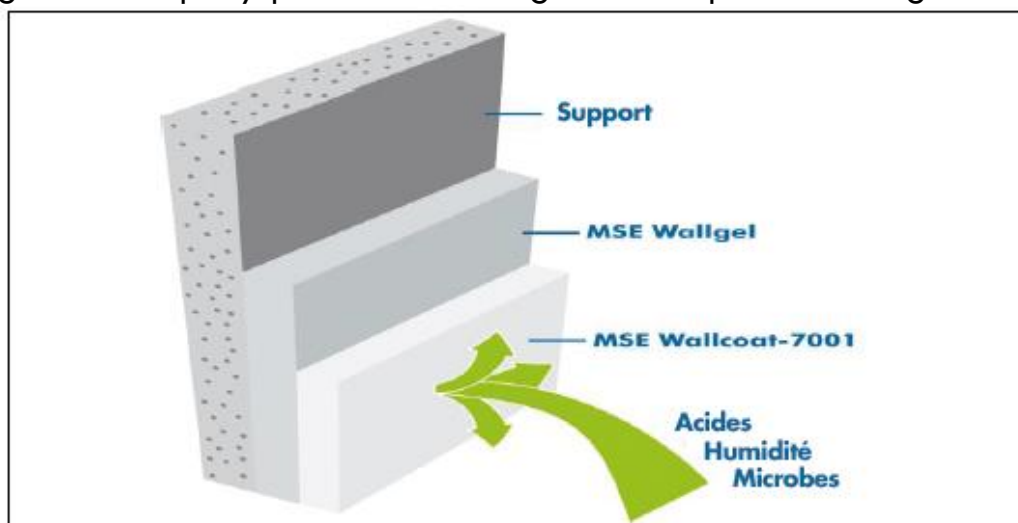 Support
MSE Wallgel
MSE Wallcoat-7001
Acides
Humidité
Microbes